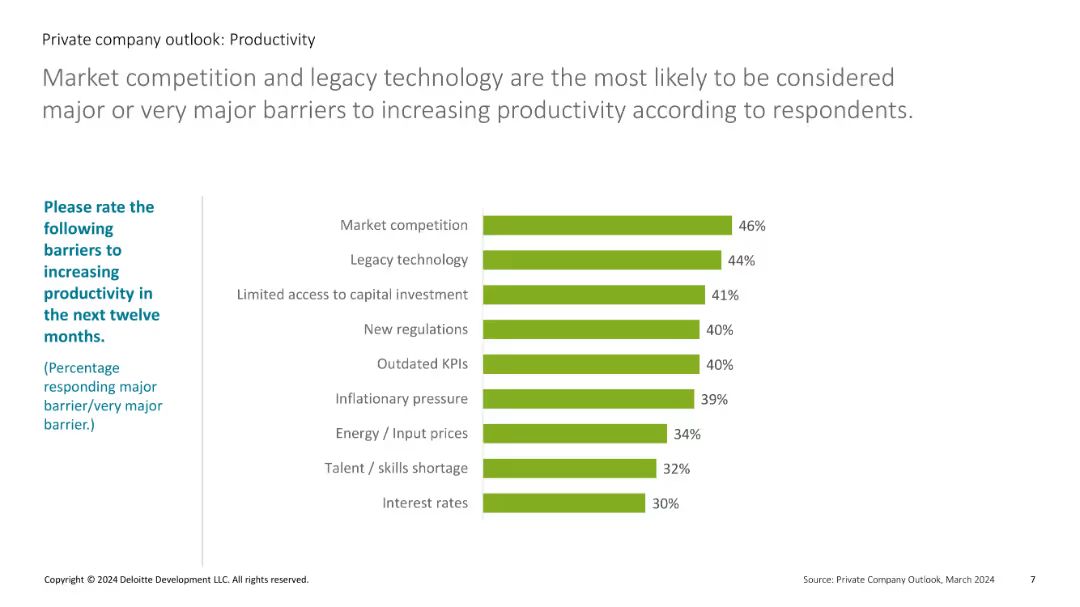 Private company outlook: Productivity
Market competition and legacy technology are the most likely to be considered
major or very major barriers to increasing productivity according to respondents.
Please rate the
following
barriers to
increasing
productivity in
the next twelve
months.
(Percentage
responding major
barrier/very major
barrier.)
Market competition 46%
Legacy technology 44%
Limited access to capital investment 41%
New regulations 40%
Outdated KPIs 40%
Inflationary pressure 39%
Energy / Input prices 34%
Talent / skills shortage 32%
Interest rates 30%
Copyright © 2024 Deloitte Development LLC. All rights reserved.
Source: Private Company Outlook, March 2024 7